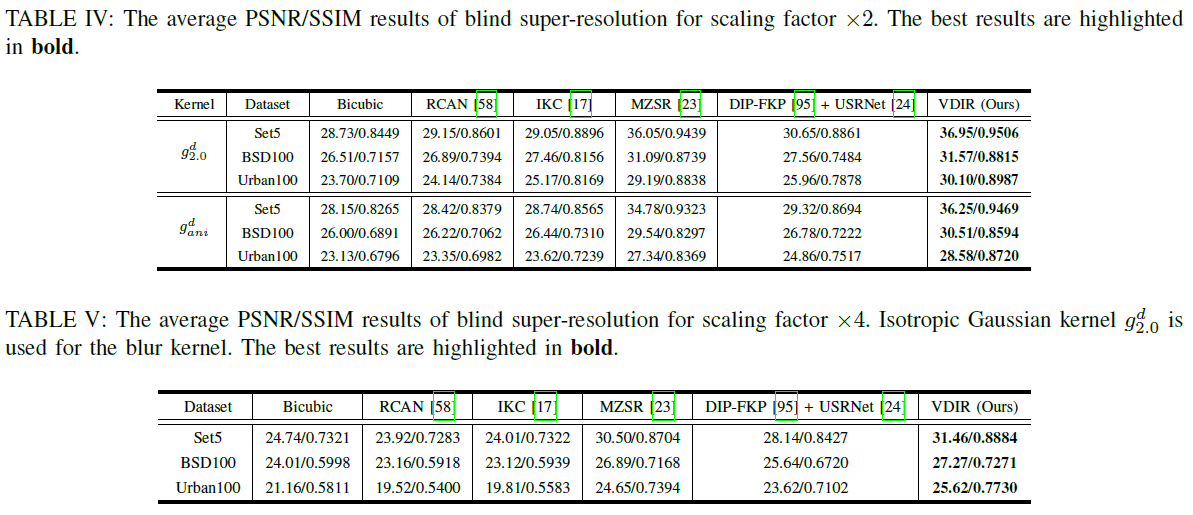 TABLE IV: The average PSNR/SSIM results of blind super-resolution for scaling factor ×2. The best results are highlighted
in bold.
Kernel Dataset Bicubic RCAN [58] IKC [17] MZSR [23] DIP-FKP [95] + USRNet [24] VDIR (Ours)
g^d_{2.0}
Set5 28.73/0.8449 29.15/0.8601 29.05/0.8896 36.05/0.9439 30.65/0.8861 36.95/0.9506
BSD100 26.51/0.7157 26.89/0.7394 27.46/0.8156 31.09/0.8739 27.56/0.7484 31.57/0.8815
Urban100 23.70/0.7109 24.14/0.7384 25.17/0.8169 29.19/0.8838 25.96/0.7878 30.10/0.8987
g^d_{ani}
Set5 28.15/0.8265 28.42/0.8379 28.74/0.8565 34.78/0.9323 29.32/0.8694 36.25/0.9469
BSD100 26.00/0.6891 26.22/0.7062 26.44/0.7310 29.54/0.8297 26.78/0.7222 30.51/0.8594
Urban100 23.13/0.6796 23.35/0.6982 23.62/0.7239 27.34/0.8369 24.86/0.7517 28.58/0.8720
TABLE V: The average PSNR/SSIM results of blind super-resolution for scaling factor ×4. Isotropic Gaussian kernel g^d_{2.0} is
used for the blur kernel. The best results are highlighted in bold.
Dataset Bicubic RCAN [58] IKC [17] MZSR [23] DIP-FKP [95] + USRNet [24] VDIR (Ours)
Set5 24.74/0.7321 23.92/0.7283 24.01/0.7322 30.50/0.8704 28.14/0.8427 31.46/0.8884
BSD100 24.01/0.5998 23.16/0.5918 23.12/0.5939 26.89/0.7168 25.64/0.6720 27.27/0.7271
Urban100 21.16/0.5811 19.52/0.5400 19.81/0.5583 24.65/0.7394 23.62/0.7102 25.62/0.7730